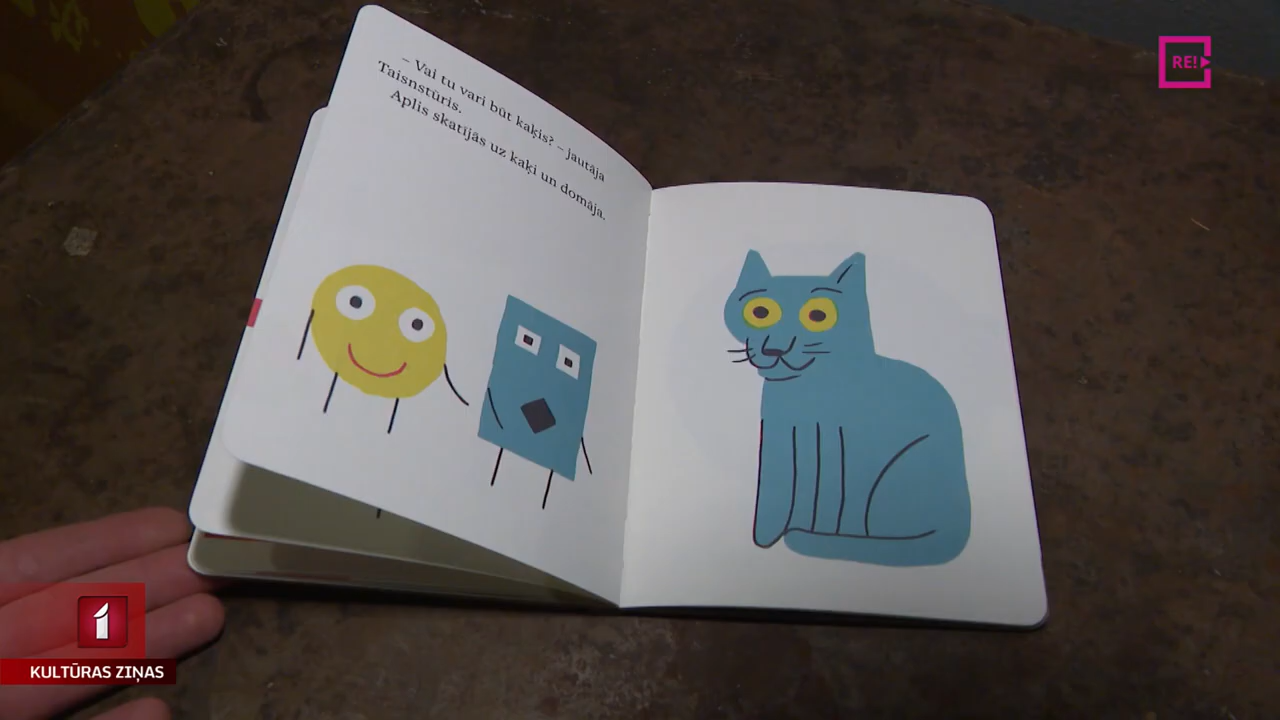 – Vai tu vari būt kaķis? – jautāja
Taisnstūris.
Aplis skatījās uz kaķi un domāja.
RE!
1
KULTŪRAS ZIŅAS